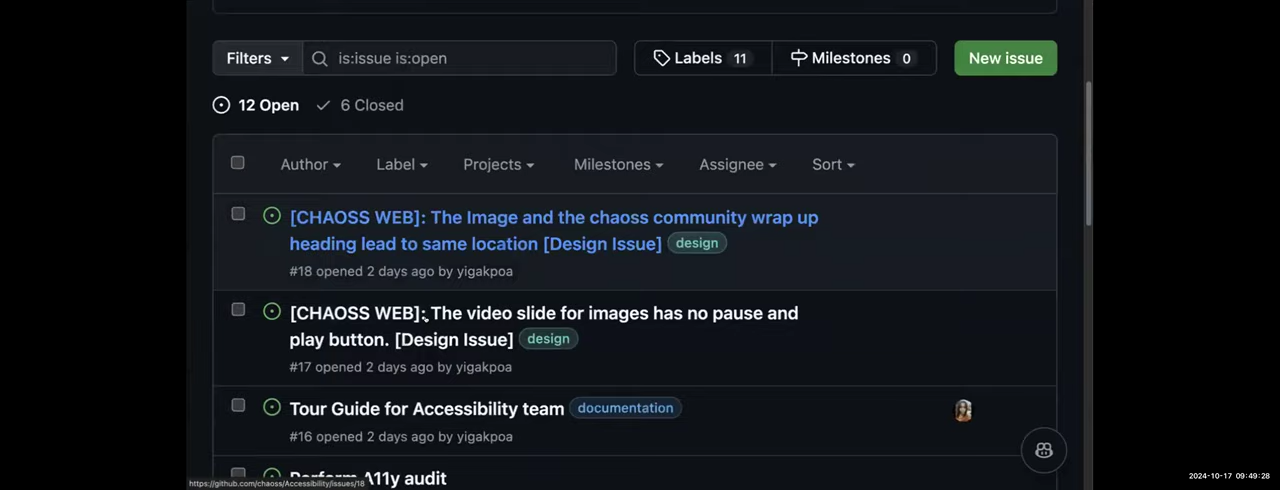 Filters
is:issue is:open
Labels 11
Milestones 0
New issue
12 Open
6 Closed
Author
Label
Projects
Milestones
Assignee
Sort
[CHAOSS WEB]: The Image and the chaoss community wrap up
heading lead to same location [Design Issue] design
#18 opened 2 days ago by yigakpoa
[CHAOSS WEB]: The video slide for images has no pause and
play button. [Design Issue] design
#17 opened 2 days ago by yigakpoa
Tour Guide for Accessibility team documentation
#16 opened 2 days ago by yigakpoa
Perform A11y audit
https://github.com/chaoss/Accessibility/issues/18
2024-10-17 09:49:28